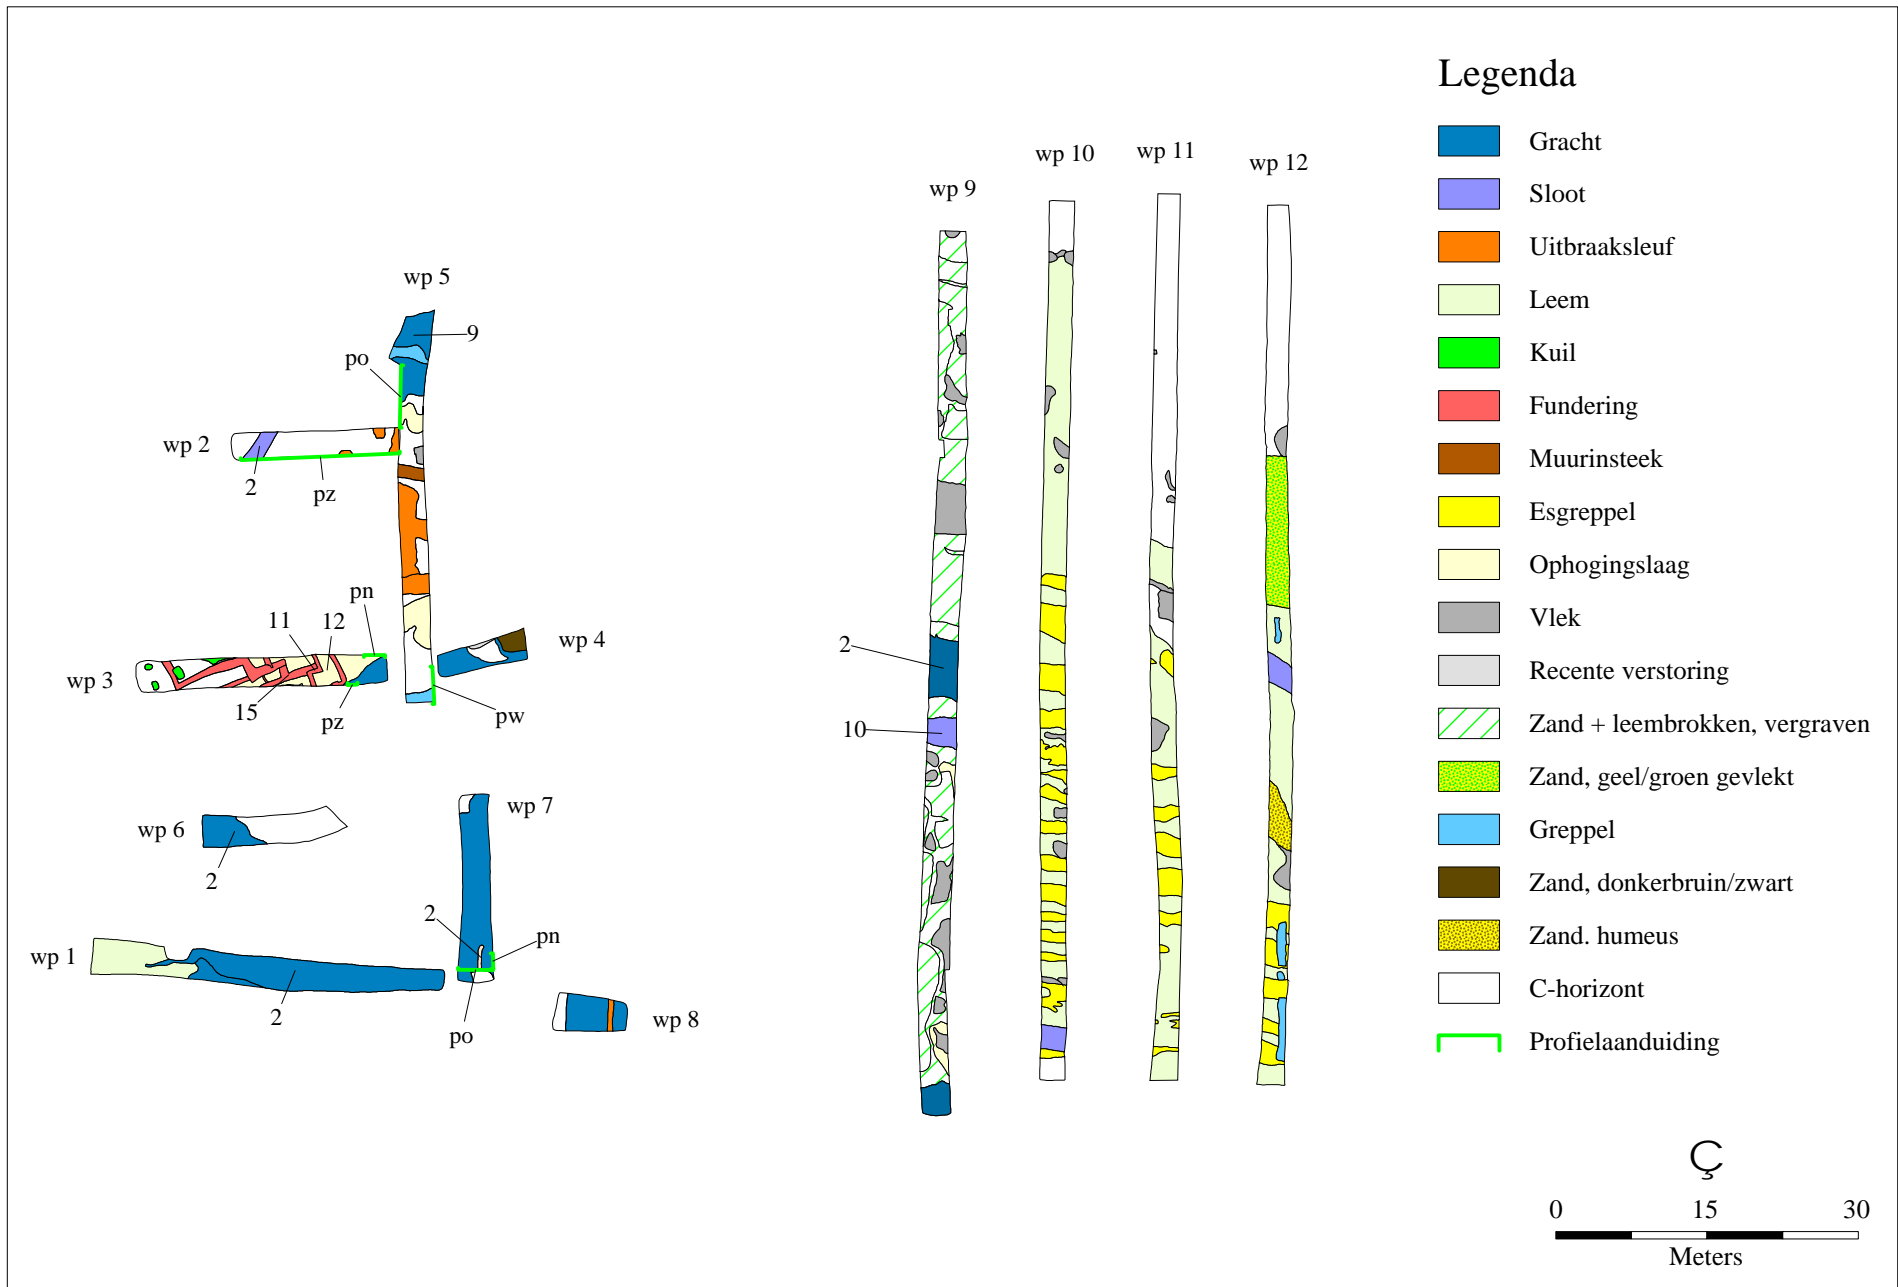 Legenda
Gracht
Sloot
Uitbraaksleuf
Leem
Kuil
Fundering
Muurinsteek
Esgreppel
Ophogingslaag
Vlek
Recente verstoring
Zand + leembrokken, vergraven
Zand, geel/groen gevlekt
Greppel
Zand, donkerbruin/zwart
Zand. humeus
C-horizont
Profielaanduiding
wp 10
wp 11
wp 12
wp 9
wp 5
9
po
wp 2
2
pz
pn
11
12
wp 4
wp 3
15
pz
pw
2
10
wp 7
wp 6
2
2
pn
wp 1
2
po
wp 8
Ç
0 15 30
Meters